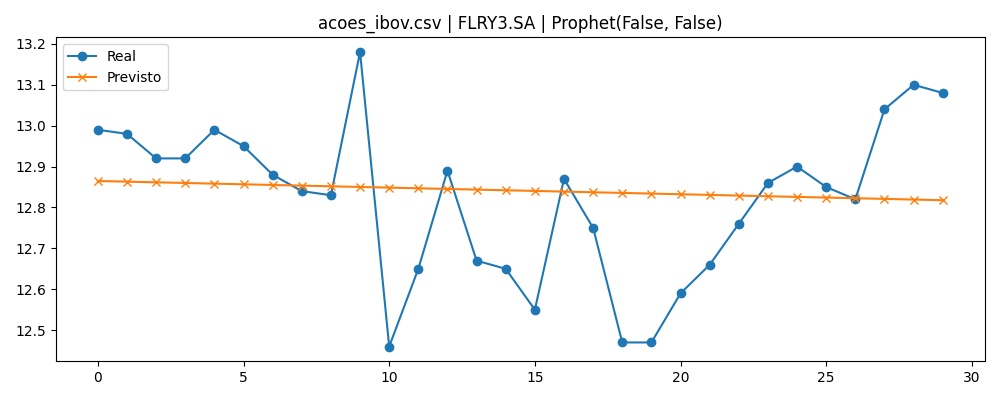 acoes_ibov.csv | FLRY3.SA | Prophet(False, False)
Real
Previsto
13.2
13.1
13.0
12.9
12.8
12.7
12.6
12.5
0 5 10 15 20 25 30